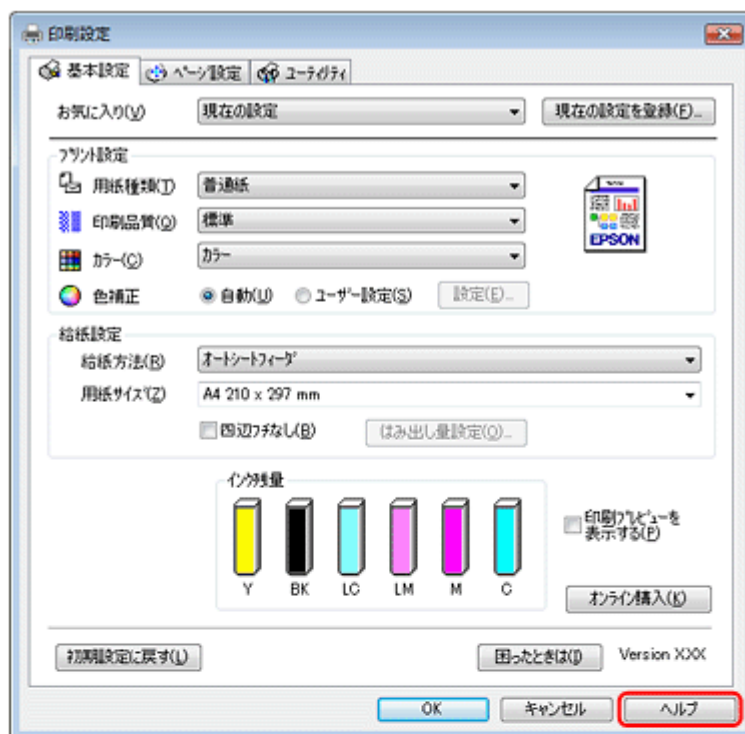 印刷設定
基本設定 ページ設定 ユーティリティ
お気に入り(V) 現在の設定 現在の設定を登録(F)...
プリント設定
用紙種類(T) 普通紙
印刷品質(Q) 標準
EPSON
カラー(C) カラー
色補正 自動(U) ユーザー設定(S) 設定(E)...
給紙設定
給紙方法(R) オートシートフィーダ
用紙サイズ(Z) A4 210 x 297 mm
四辺フチなし(B) はみ出し量設定(O)...
インク残量
印刷プレビューを
表示する(P)
Y BK LC LM M C
オンライン購入(K)
初期設定に戻す(L) 困ったときは(I) Version XXX
OK キャンセル ヘルプ